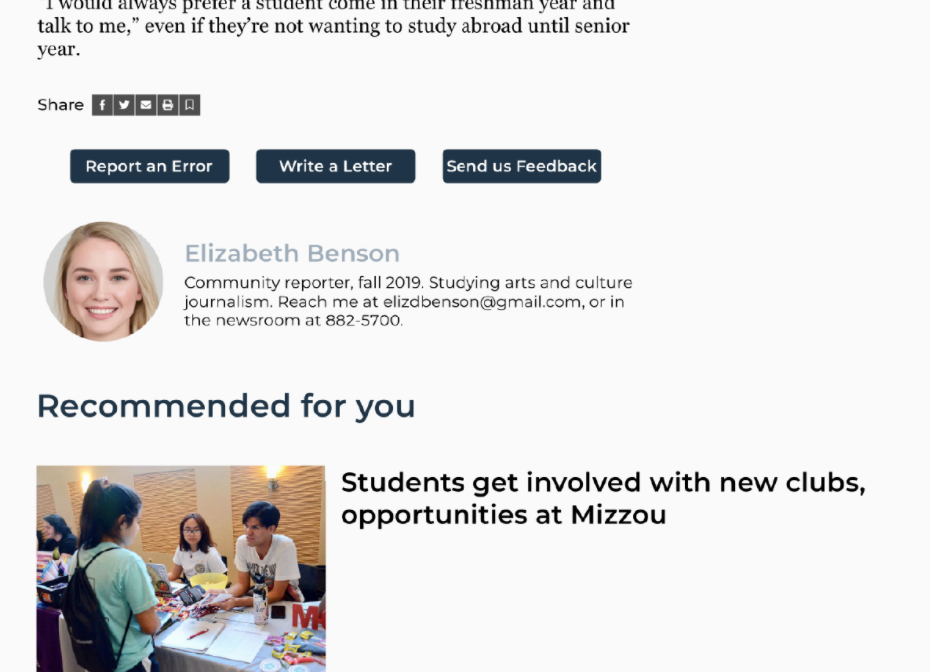 "I would always prefer a student come in their freshman year and
talk to me,” even if they’re not wanting to study abroad until senior
year.
Share
Report an Error
Write a Letter
Send us Feedback
Elizabeth Benson
Community reporter, fall 2019. Studying arts and culture
journalism. Reach me at elizdbenson@gmail.com, or in
the newsroom at 882-5700.
Recommended for you
Students get involved with new clubs,
opportunities at Mizzou